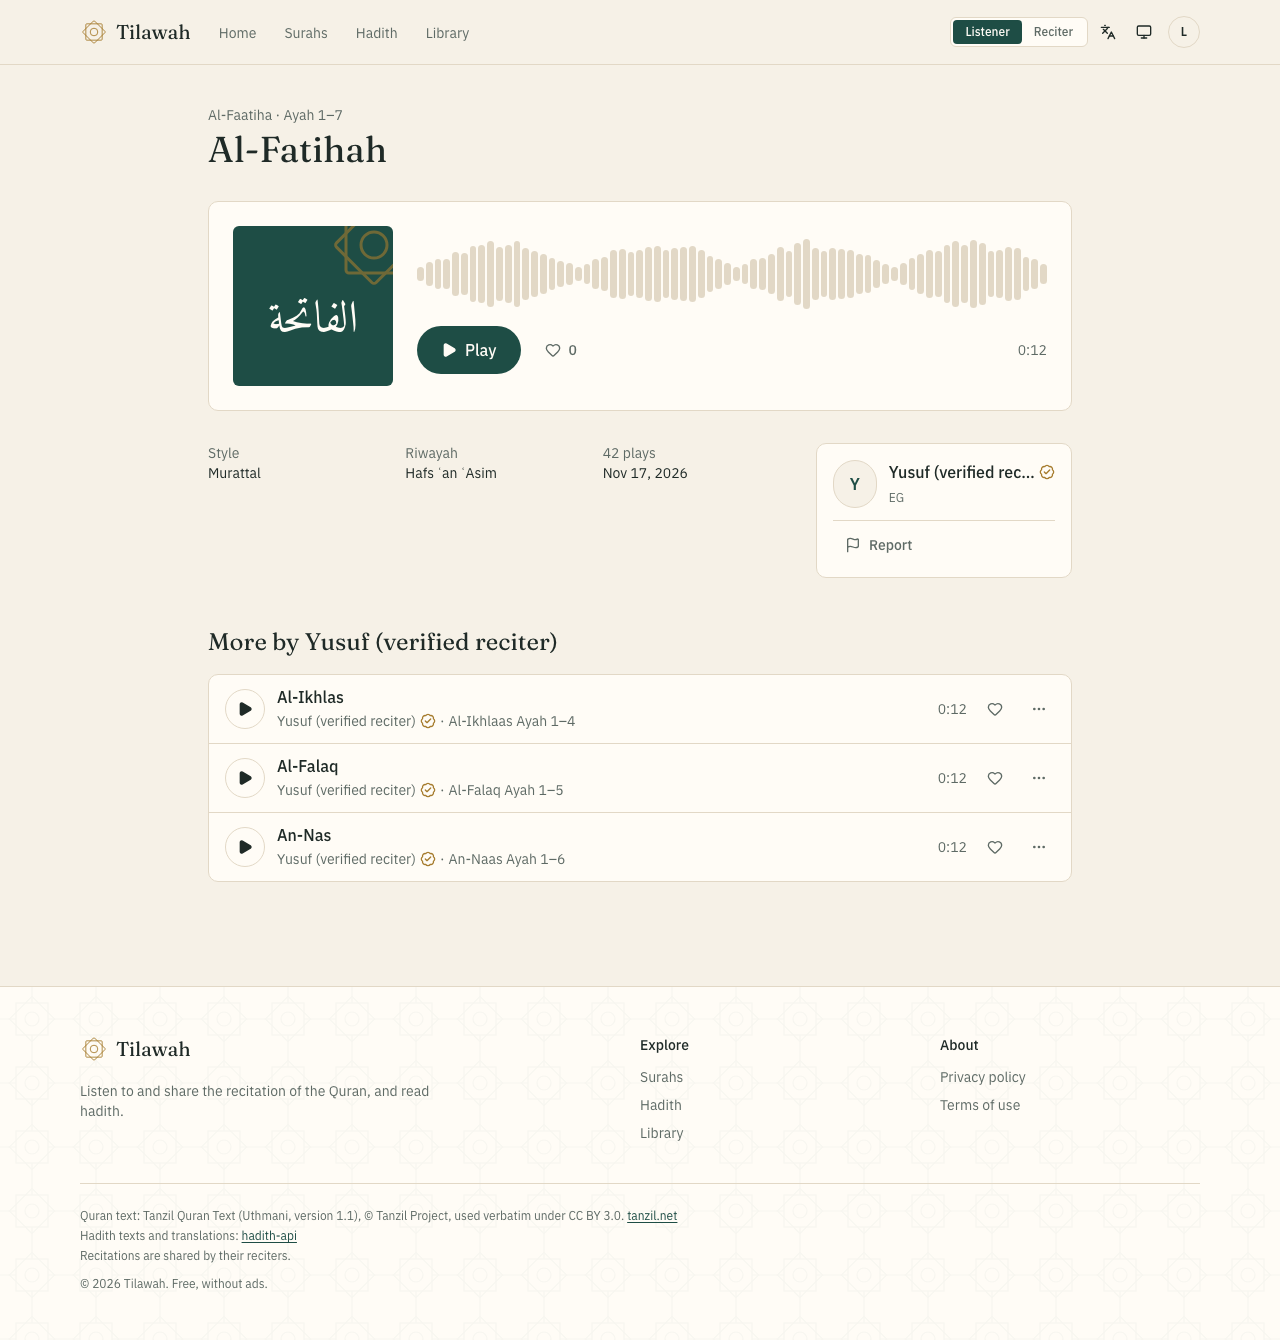 Tilawah
Home Surahs Hadith Library
Listener Reciter
L
Al-Faatiha · Ayah 1–7
Al-Fatihah
الفاتحة
Play
0
0:12
Style
Murattal
Riwayah
Hafs ʿan ʿAsim
42 plays
Nov 17, 2026
Y
Yusuf (verified rec...
EG
Report
More by Yusuf (verified reciter)
Al-Ikhlas
Yusuf (verified reciter) · Al-Ikhlaas Ayah 1–4
0:12
Al-Falaq
Yusuf (verified reciter) · Al-Falaq Ayah 1–5
0:12
An-Nas
Yusuf (verified reciter) · An-Naas Ayah 1–6
0:12
Tilawah
Listen to and share the recitation of the Quran, and read
hadith.
Explore
Surahs
Hadith
Library
About
Privacy policy
Terms of use
Quran text: Tanzil Quran Text (Uthmani, version 1.1), © Tanzil Project, used verbatim under CC BY 3.0. tanzil.net
Hadith texts and translations: hadith-api
Recitations are shared by their reciters.
© 2026 Tilawah. Free, without ads.